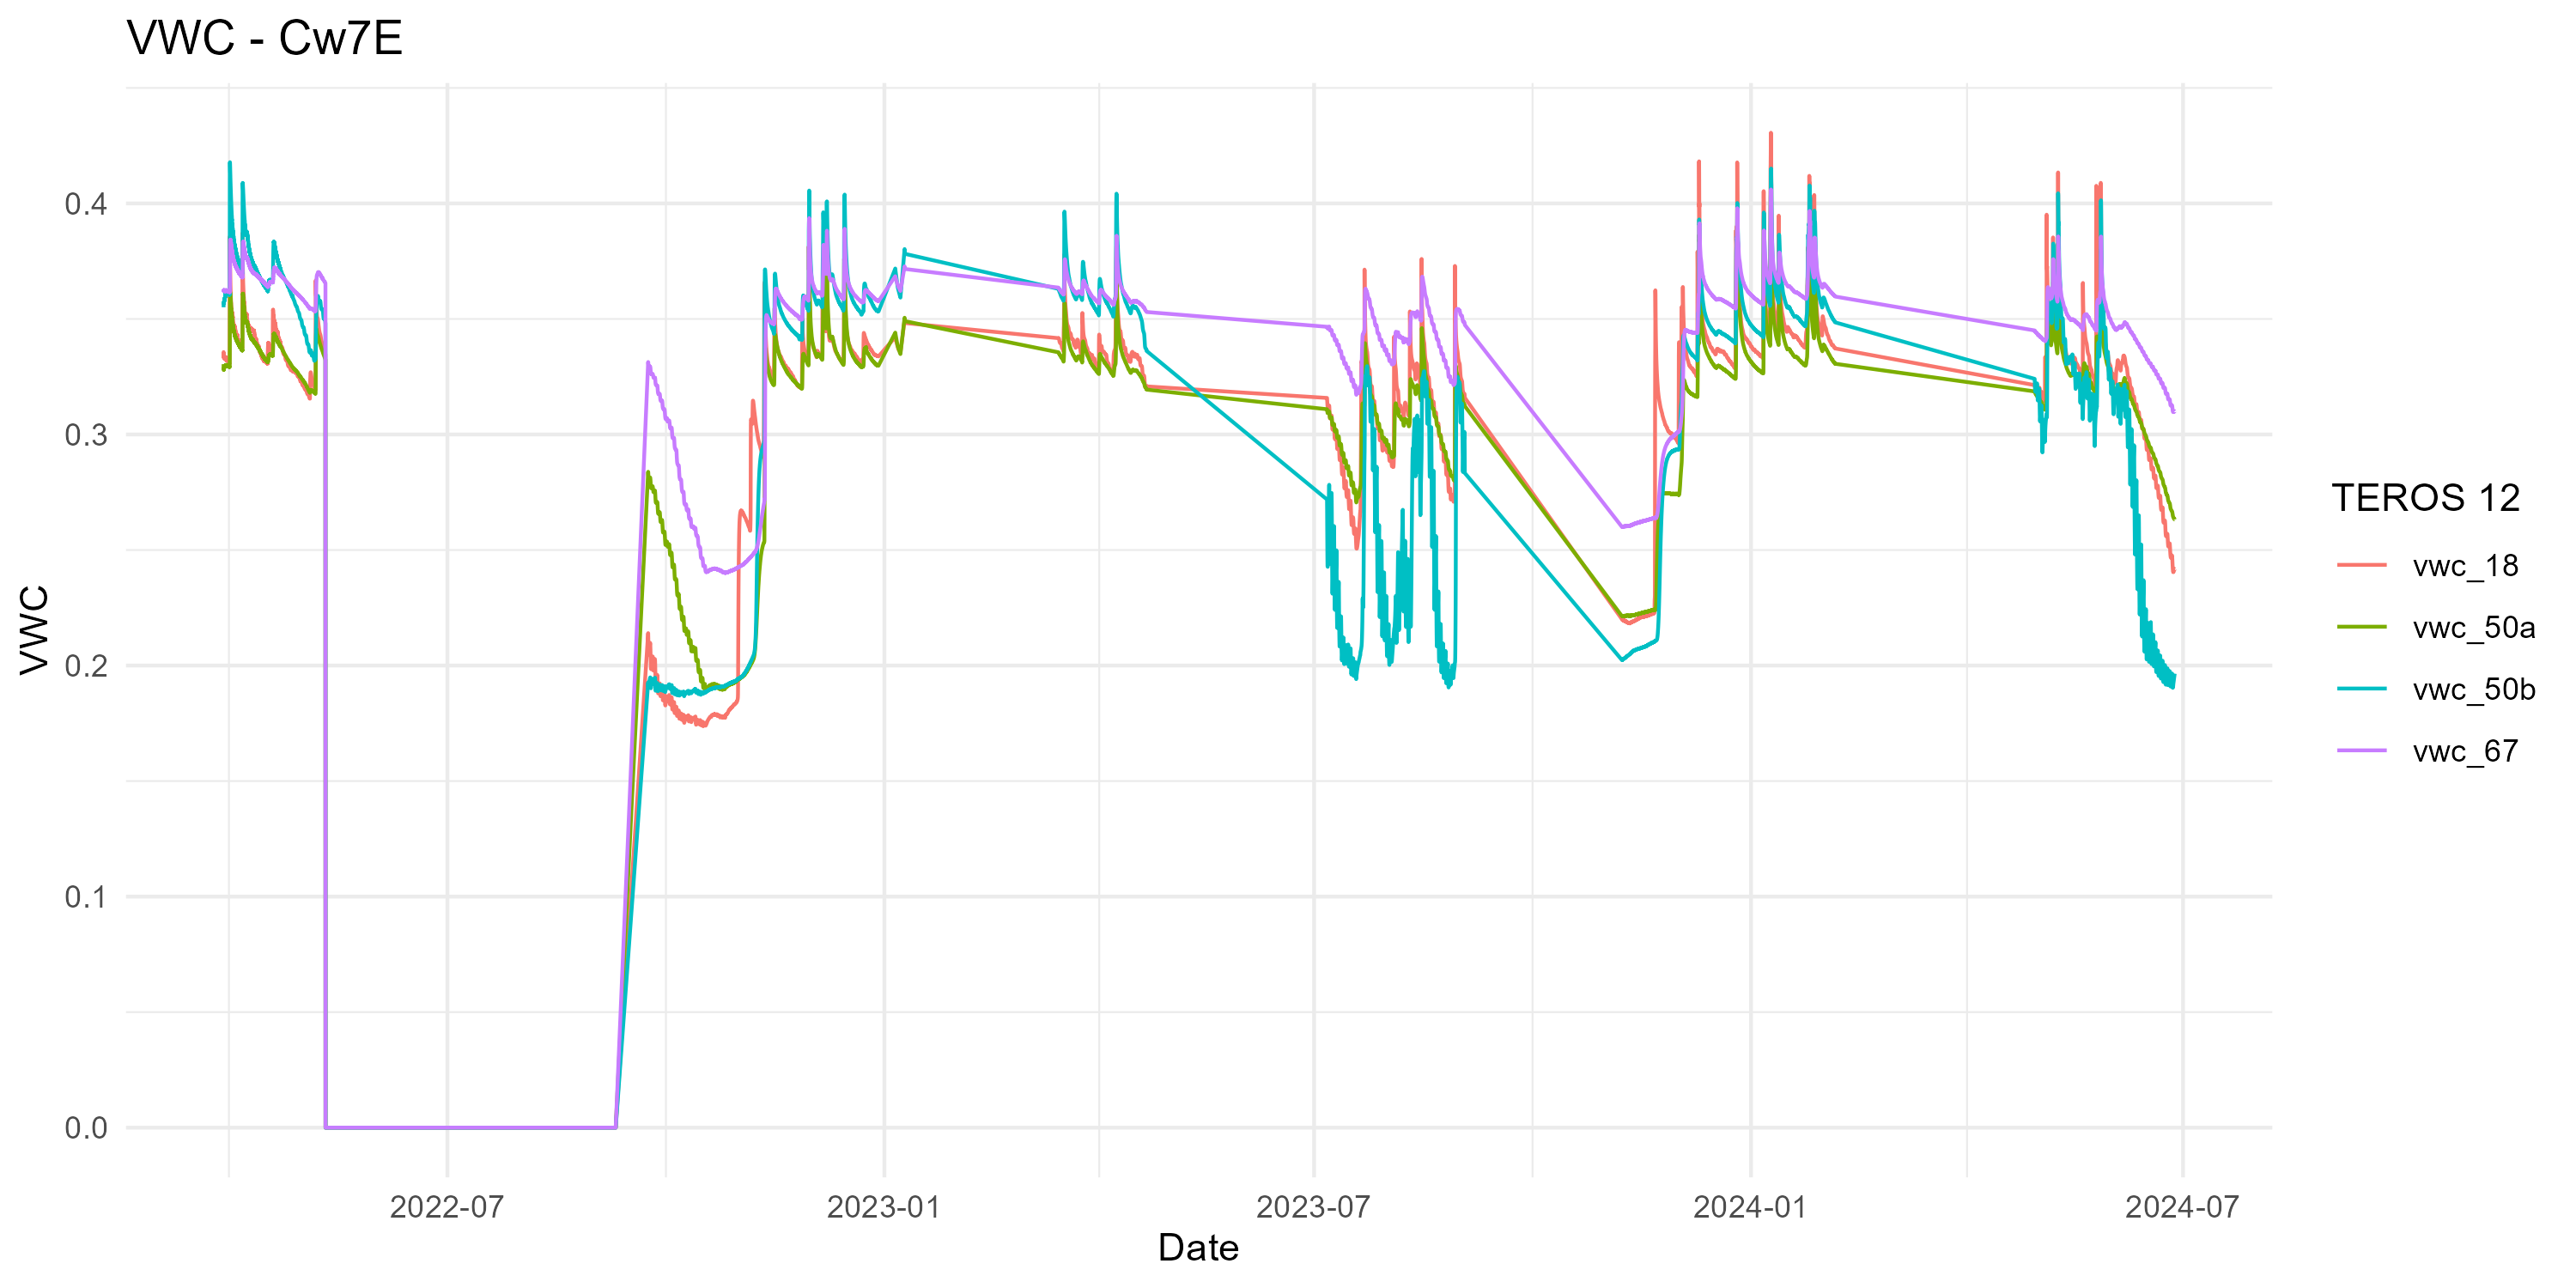 VWC - Cw7E
0.4
0.3
0.2
0.1
0.0
VWC
2022-07
2023-01
2023-07
2024-01
2024-07
Date
TEROS 12
vwc_18
vwc_50a
vwc_50b
vwc_67